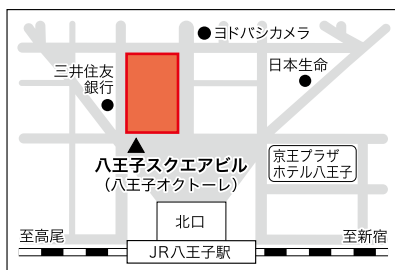 ヨドバシカメラ
三井住友
銀行
日本生命
八王子スクエアビル
(八王子オクトーレ)
京王プラザ
ホテル八王子
北口
至高尾
至新宿
JR八王子駅